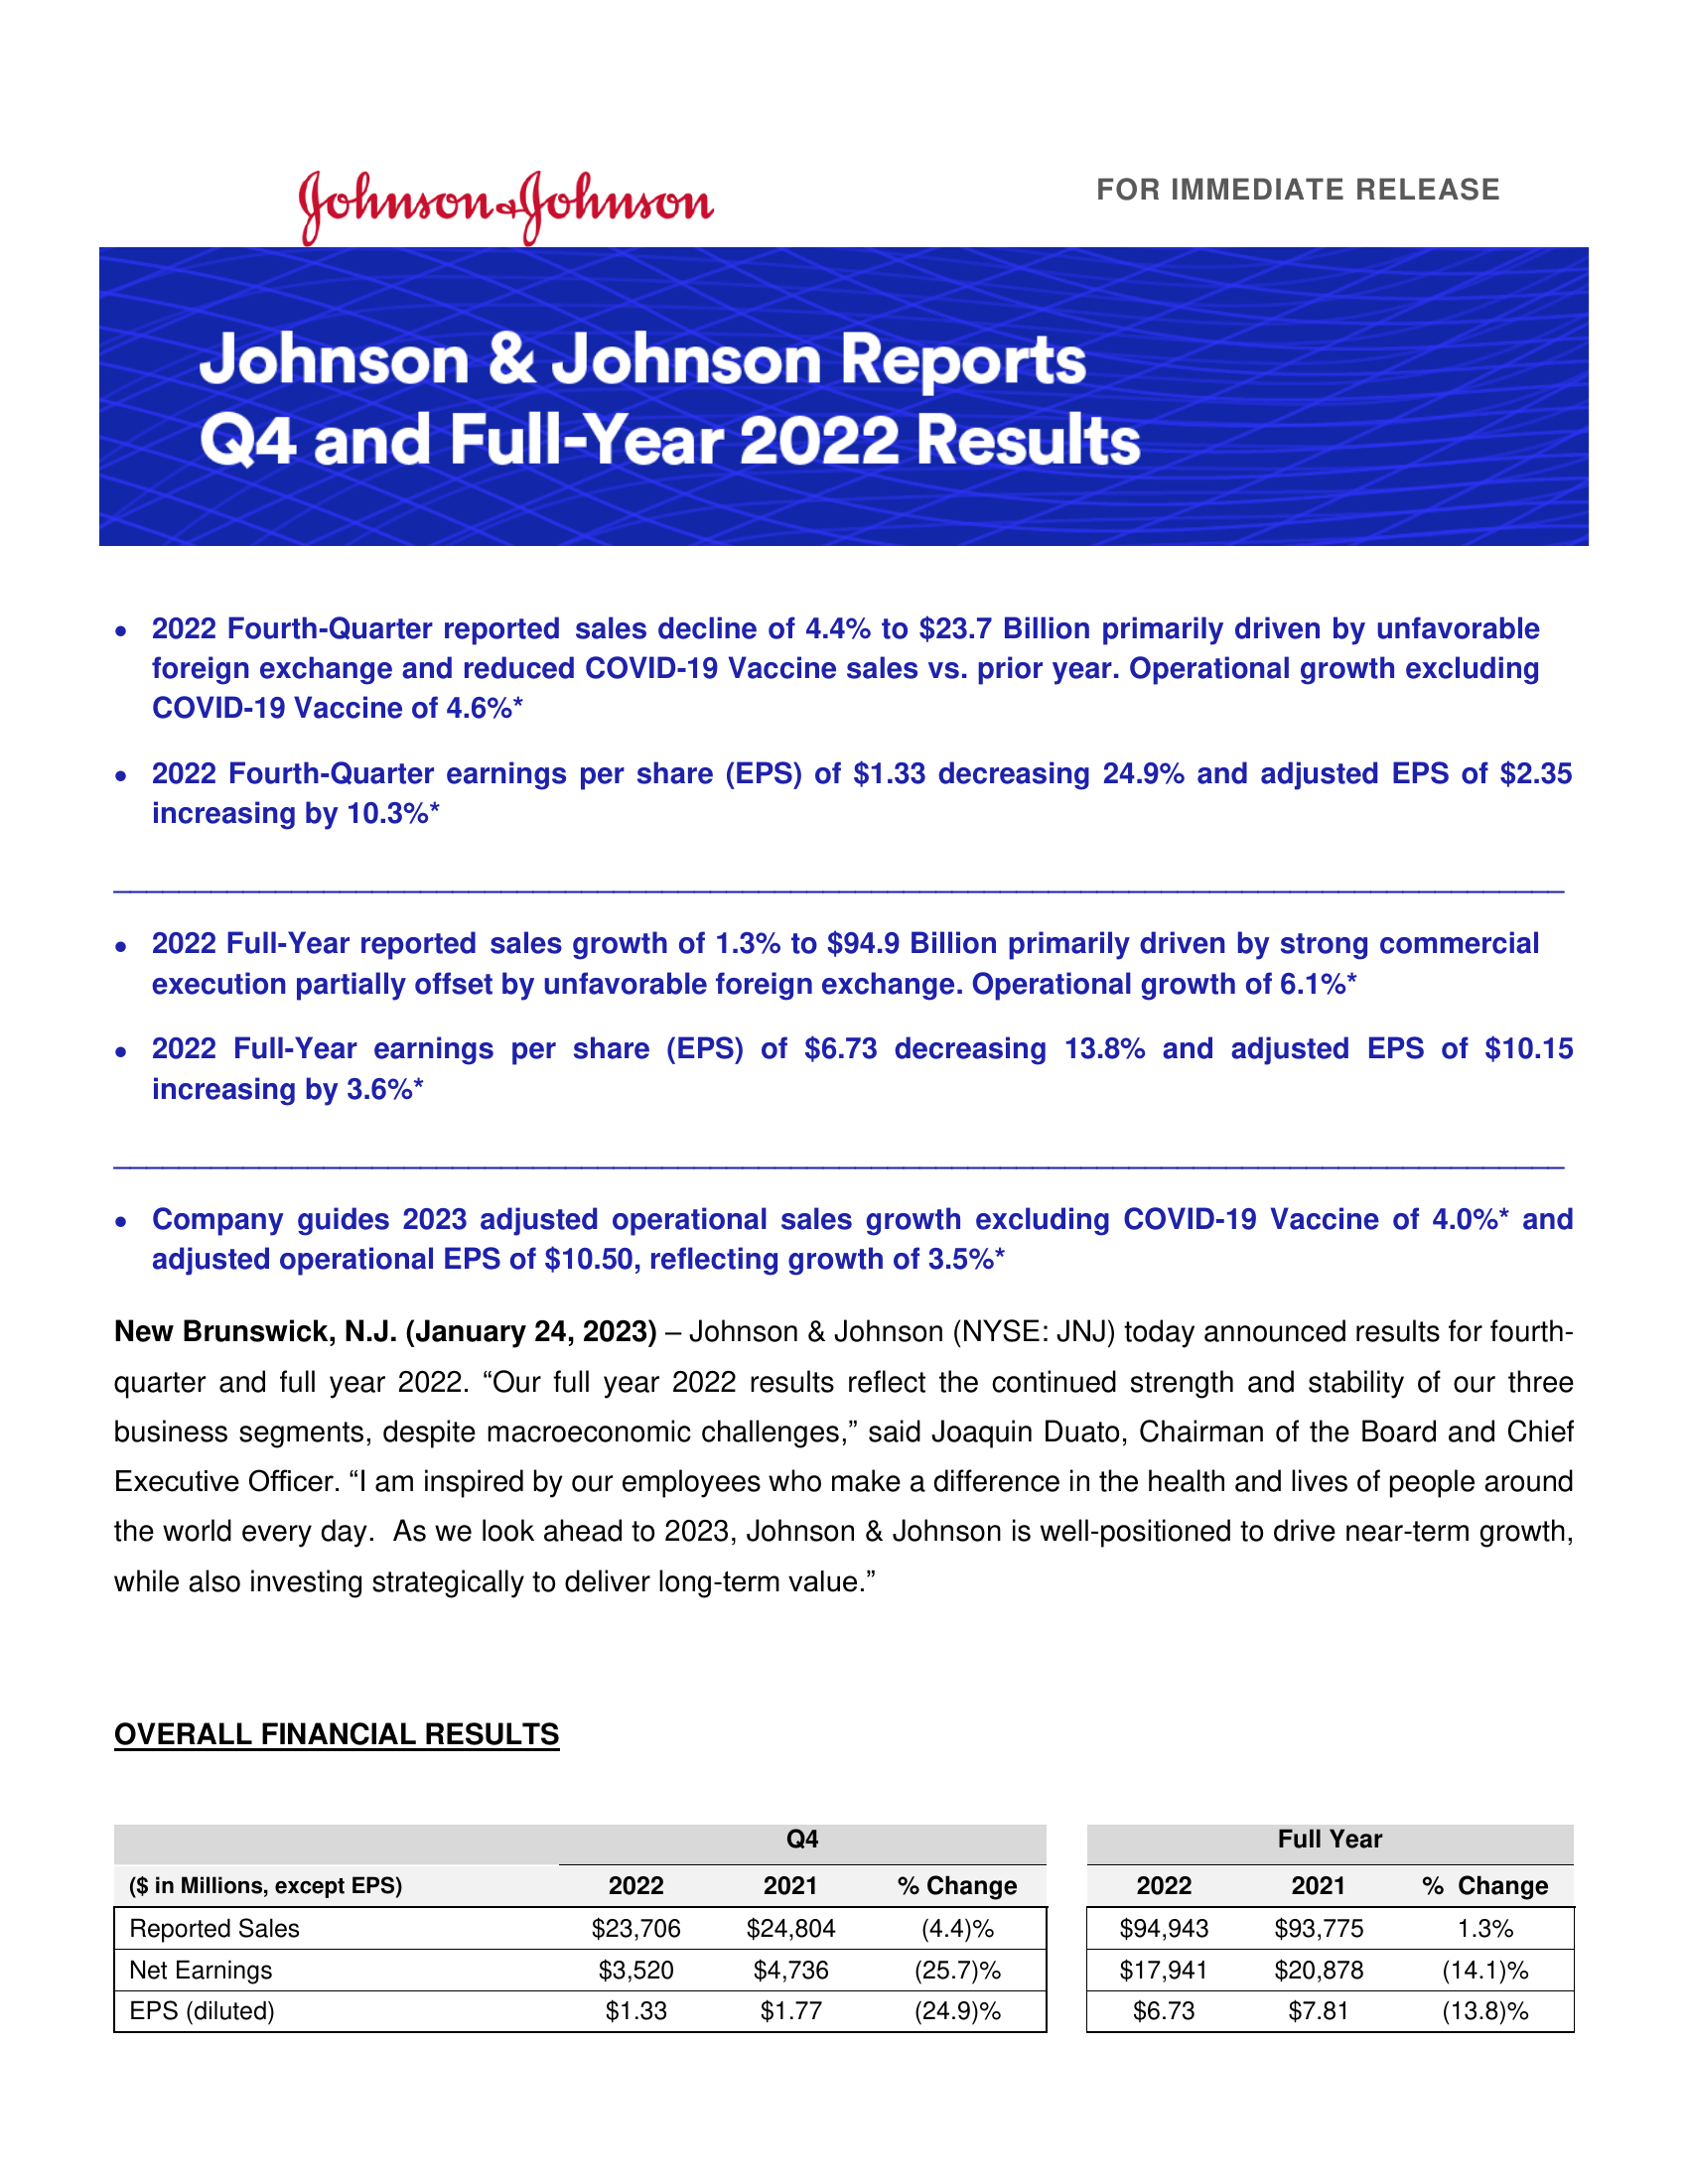 Johnson&Johnson
FOR IMMEDIATE RELEASE
Johnson & Johnson Reports
Q4 and Full-Year 2022 Results
• 2022 Fourth-Quarter reported sales decline of 4.4% to $23.7 Billion primarily driven by unfavorable
foreign exchange and reduced COVID-19 Vaccine sales vs. prior year. Operational growth excluding
COVID-19 Vaccine of 4.6%*
• 2022 Fourth-Quarter earnings per share (EPS) of $1.33 decreasing 24.9% and adjusted EPS of $2.35
increasing by 10.3%*
• 2022 Full-Year reported sales growth of 1.3% to $94.9 Billion primarily driven by strong commercial
execution partially offset by unfavorable foreign exchange. Operational growth of 6.1%*
• 2022 Full-Year earnings per share (EPS) of $6.73 decreasing 13.8% and adjusted EPS of $10.15
increasing by 3.6%*
• Company guides 2023 adjusted operational sales growth excluding COVID-19 Vaccine of 4.0%* and
adjusted operational EPS of $10.50, reflecting growth of 3.5%*
New Brunswick, N.J. (January 24, 2023) – Johnson & Johnson (NYSE: JNJ) today announced results for fourth-
quarter and full year 2022. “Our full year 2022 results reflect the continued strength and stability of our three
business segments, despite macroeconomic challenges,” said Joaquin Duato, Chairman of the Board and Chief
Executive Officer. “I am inspired by our employees who make a difference in the health and lives of people around
the world every day. As we look ahead to 2023, Johnson & Johnson is well-positioned to drive near-term growth,
while also investing strategically to deliver long-term value.”
OVERALL FINANCIAL RESULTS
Q4 Full Year
($ in Millions, except EPS) 2022 2021 % Change 2022 2021 % Change
Reported Sales $23,706 $24,804 (4.4)% $94,943 $93,775 1.3%
Net Earnings $3,520 $4,736 (25.7)% $17,941 $20,878 (14.1)%
EPS (diluted) $1.33 $1.77 (24.9)% $6.73 $7.81 (13.8)%